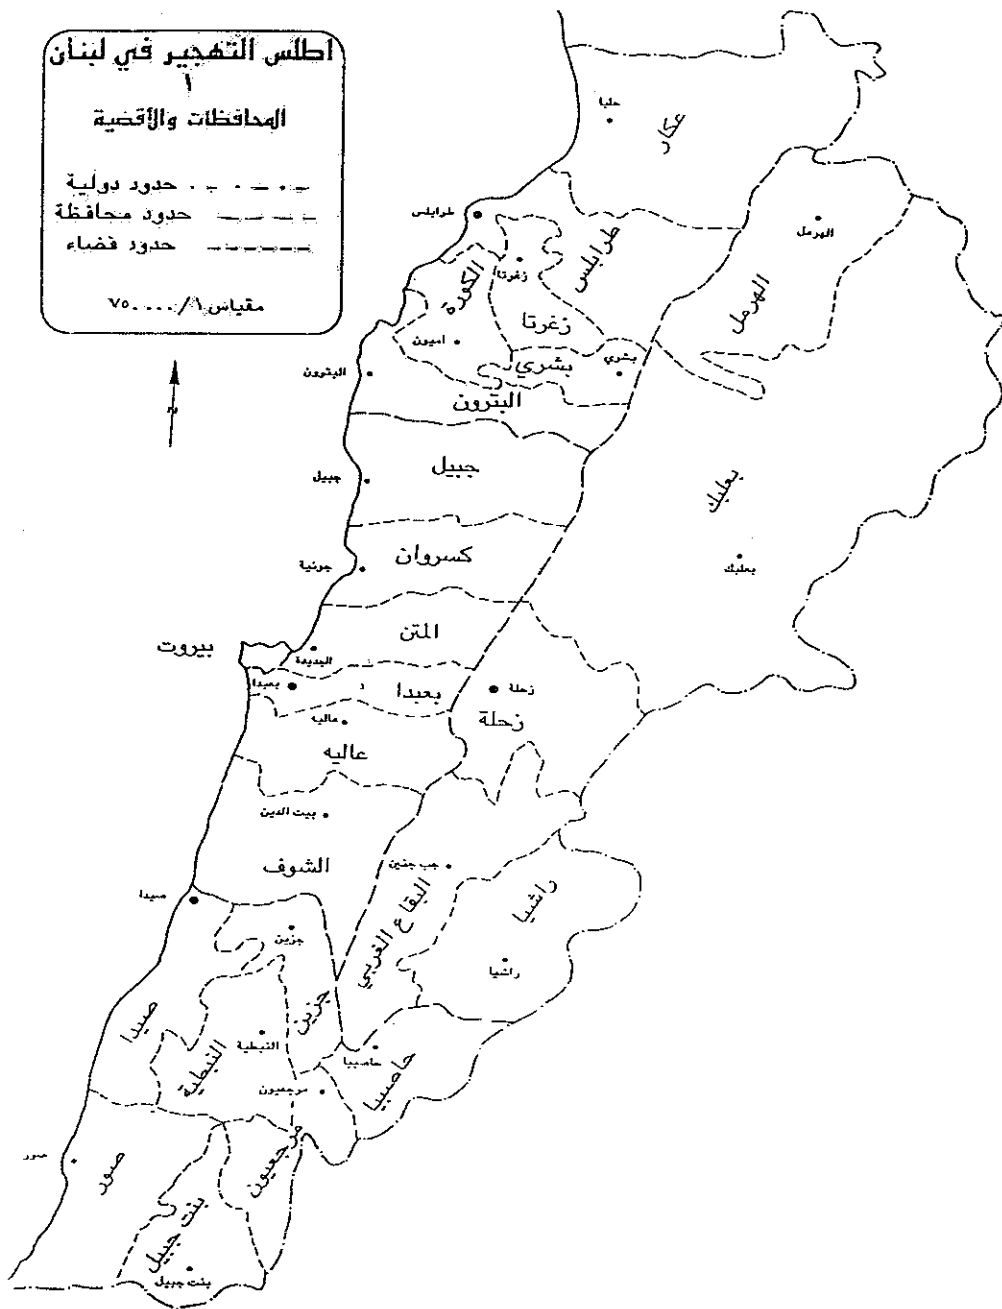 اطلس التهجير في لبنان
١
المحافظات والأقضية
حدود دولية
حدود محافظة
حدود قضاء
مقياس ١/٧٥٠٠٠٠
حلبا
عكار
طرابلس
طرابلس
زغرتا
الهرمل
الهرمل
الكورة
زغرتا
اميون
بشري
بشري
البترون
البترون
جبيل
جبيل
بعلبك
بعلبك
كسروان
جونية
المتن
بيروت
الجديدة
بعبدا
بعبدا
زحلة
زحلة
عاليه
عاليه
بيت الدين
الشوف
جب جنين
البقاع الغربي
راشيا
راشيا
صيدا
جزين
جزين
صيدا
النبطية
النبطية
حاصبيا
حاصبيا
مرجعيون
مرجعيون
صور
صور
بنت جبيل
بنت جبيل